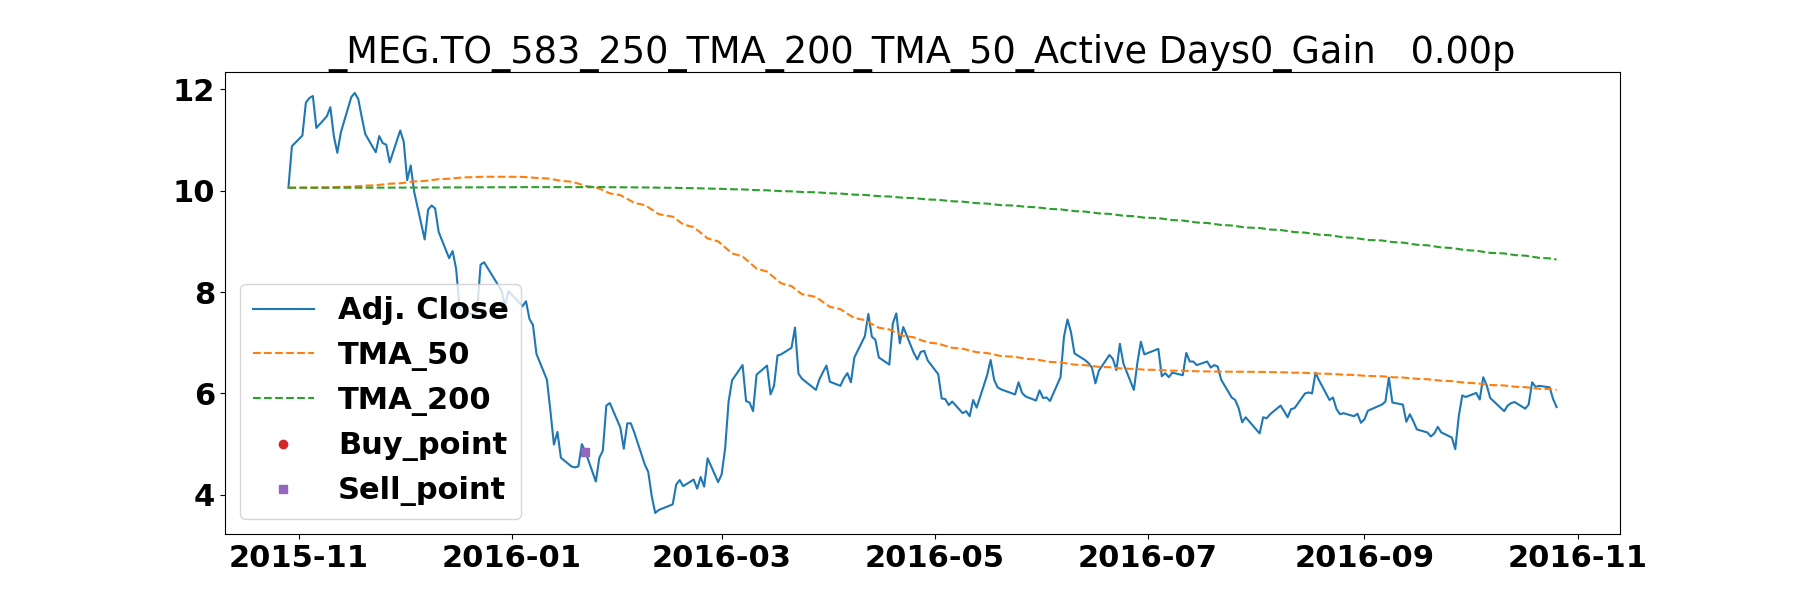 _MEG.TO_583_250_TMA_200_TMA_50_Active Days0_Gain   0.00p
12
10
8
6
4
Adj. Close
TMA_50
TMA_200
Buy_point
Sell_point
2015-11 2016-01 2016-03 2016-05 2016-07 2016-09 2016-11